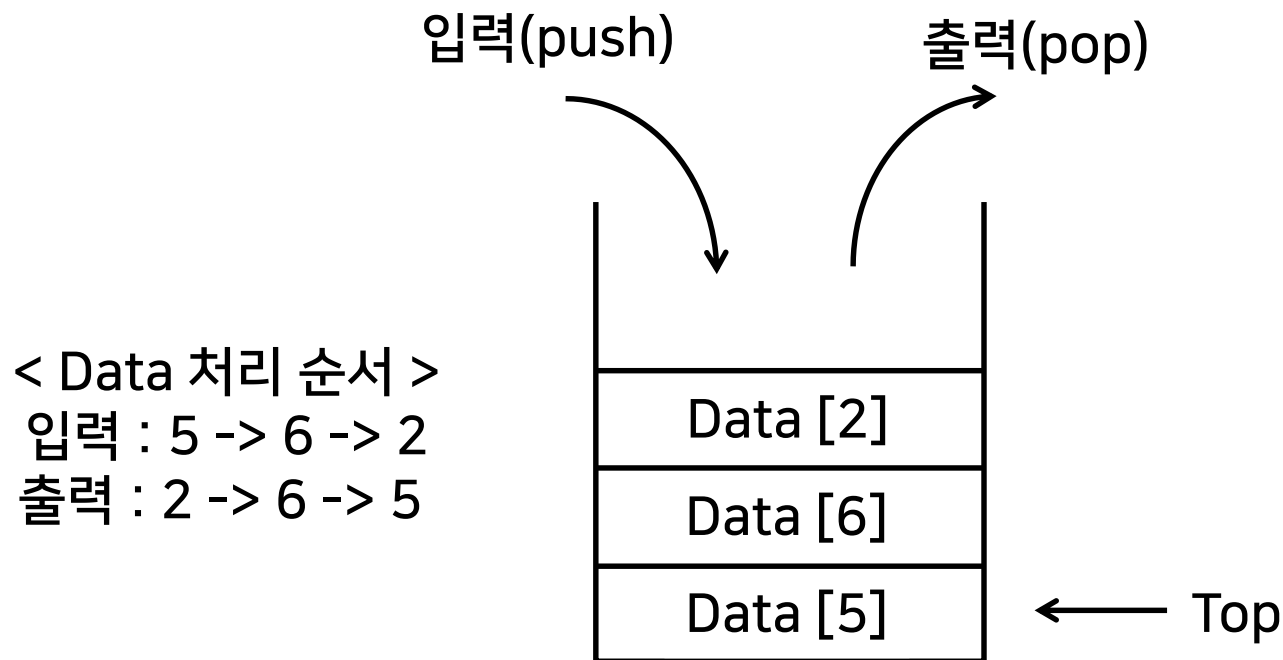 입력(push)
출력(pop)
< Data 처리 순서 >
입력 : 5 -> 6 -> 2
출력 : 2 -> 6 -> 5
Data [2]
Data [6]
Data [5]
Top